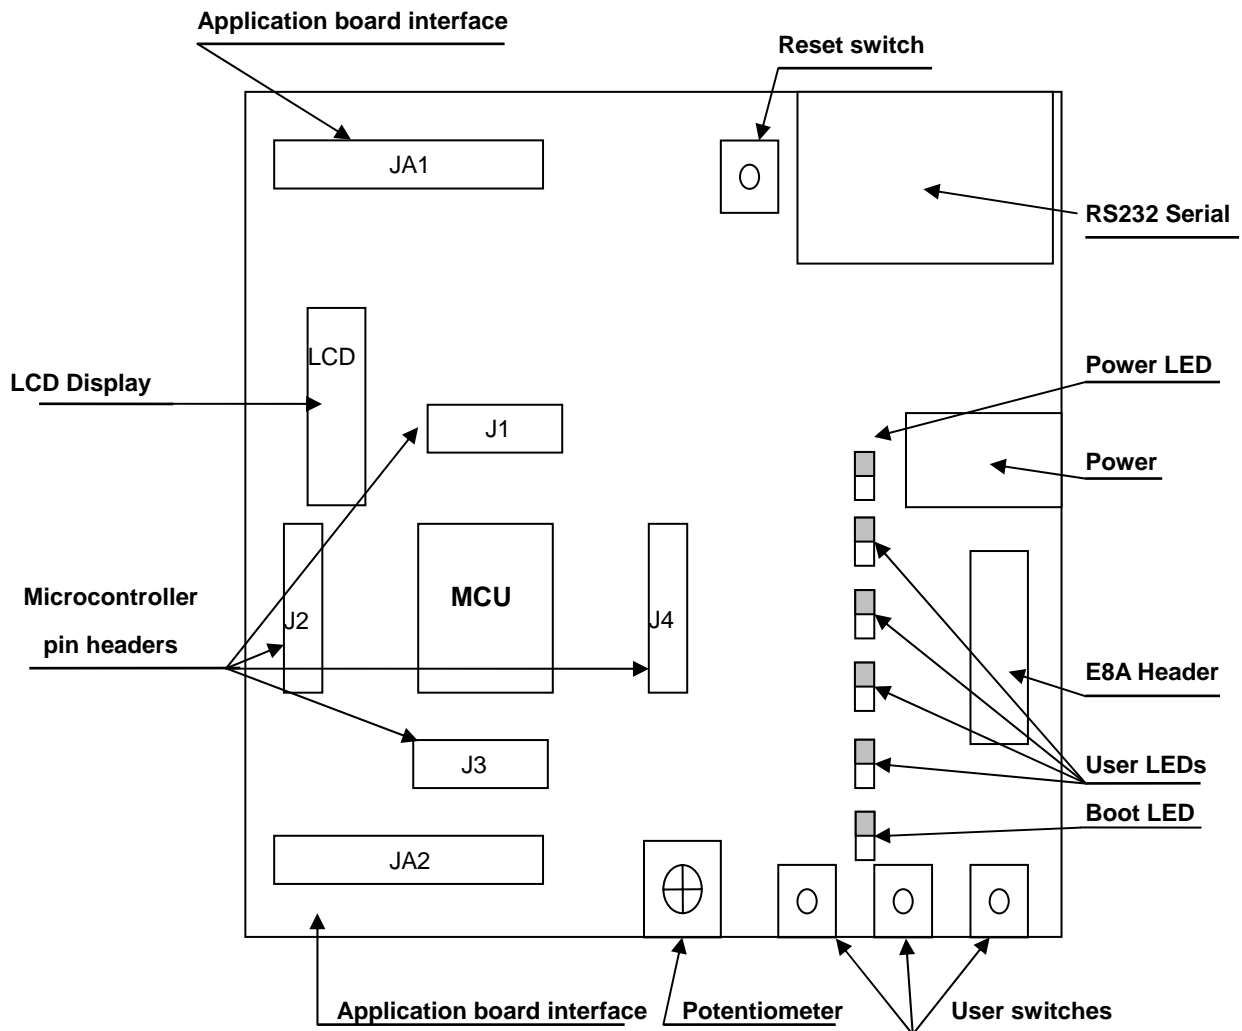 Application board interface
Reset switch
JA1
RS232 Serial
LCD
Power LED
LCD Display
J1
Power
Microcontroller
pin headers
J2
MCU
J4
E8A Header
J3
User LEDs
Boot LED
JA2
Application board interface
Potentiometer
User switches